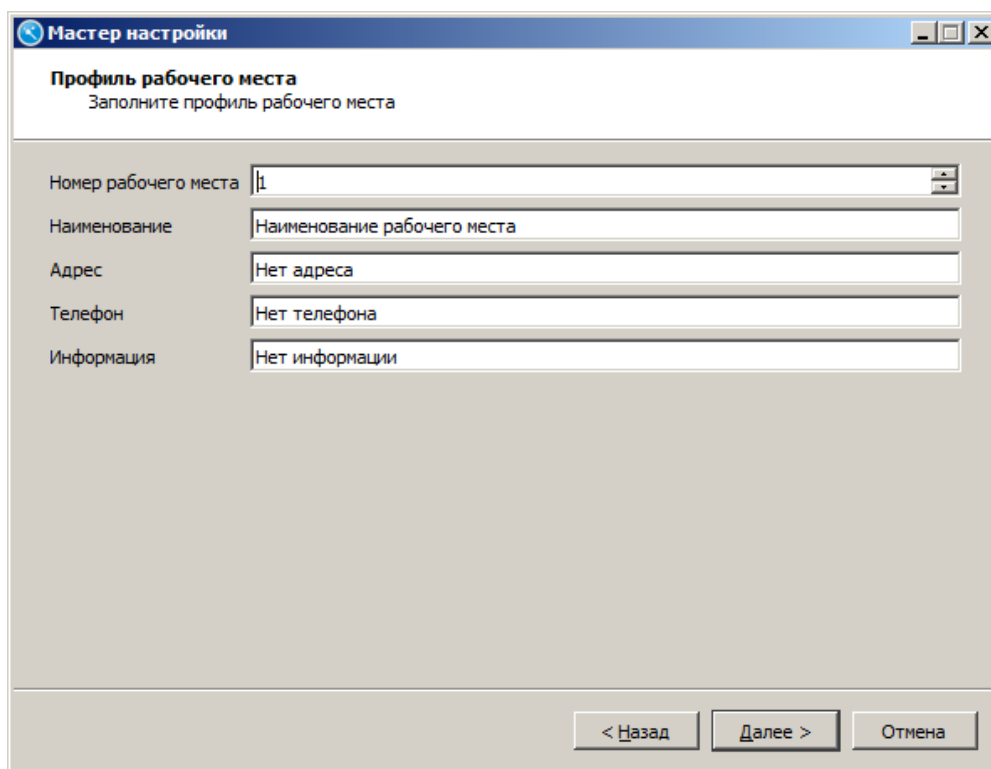 Мастер настройки
Профиль рабочего места
Заполните профиль рабочего места
Номер рабочего места 1
Наименование Наименование рабочего места
Адрес Нет адреса
Телефон Нет телефона
Информация Нет информации
< Назад Далее > Отмена